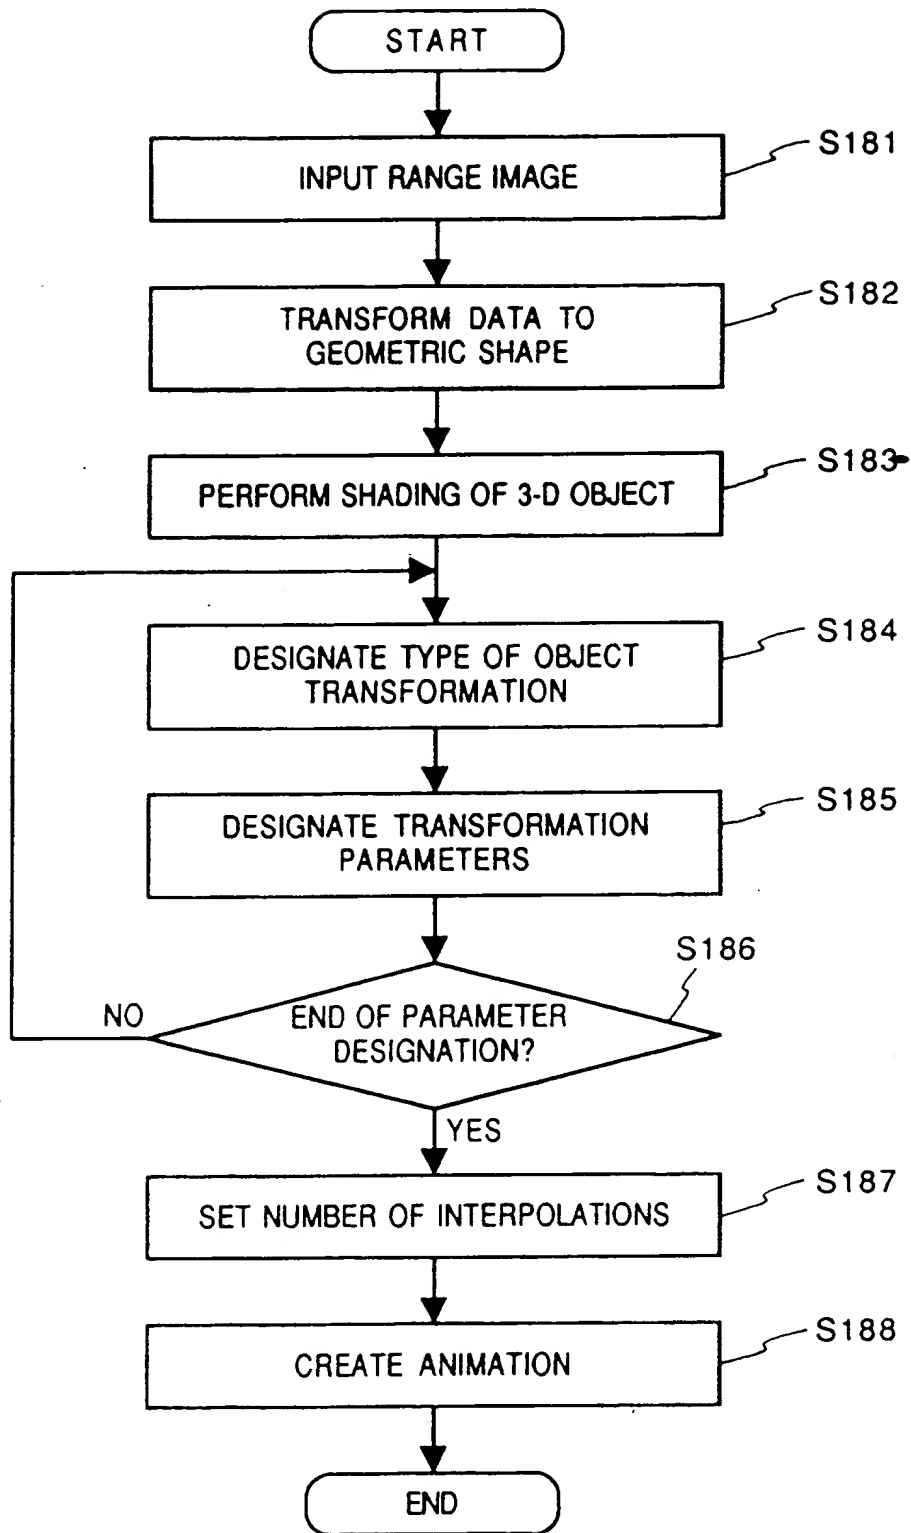 START
S181
INPUT RANGE IMAGE
S182
TRANSFORM DATA TO
GEOMETRIC SHAPE
S183
PERFORM SHADING OF 3-D OBJECT
S184
DESIGNATE TYPE OF OBJECT
TRANSFORMATION
S185
DESIGNATE TRANSFORMATION
PARAMETERS
S186
NO
END OF PARAMETER
DESIGNATION?
YES
S187
SET NUMBER OF INTERPOLATIONS
S188
CREATE ANIMATION
END